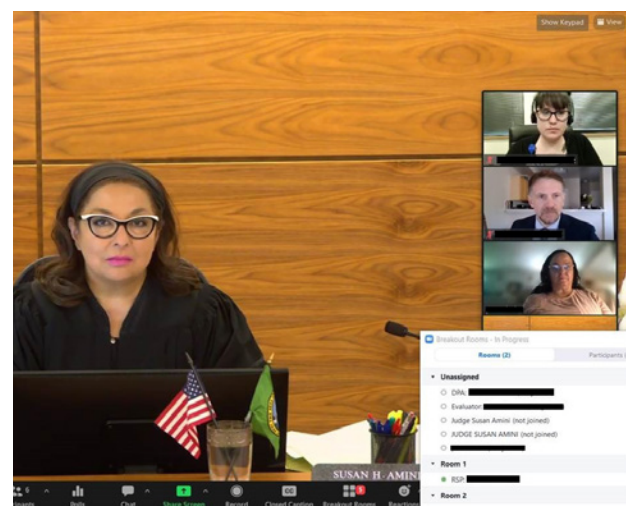 Show Keypad View
Breakout Rooms - In Progress
Rooms (2) Participants
Unassigned
DPA:
Evaluator:
Judge Susan Amini (not joined)
JUDGE SUSAN AMINI (not joined)
Room 1
RSP:
Room 2
SUSAN H. AMINI
5
Polls Chat Share Screen Record Closed Caption Breakout Rooms Reactions